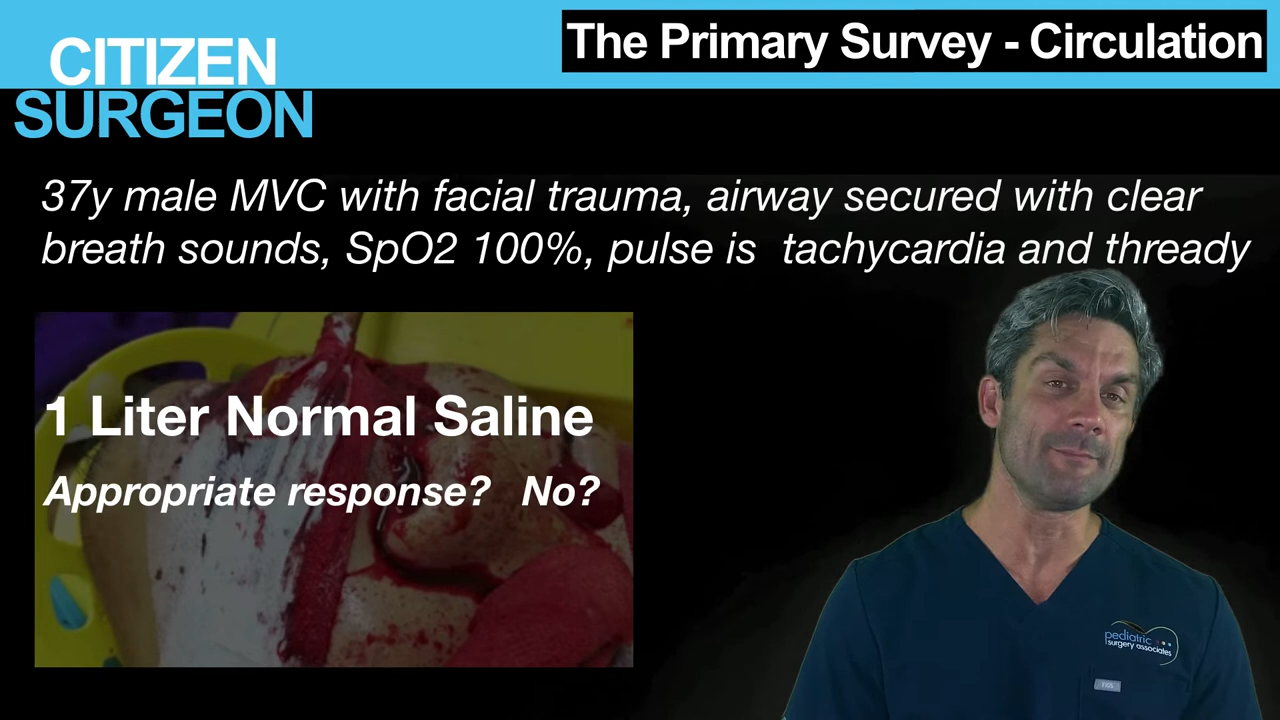 CITIZEN
SURGEON
The Primary Survey - Circulation
37y male MVC with facial trauma, airway secured with clear
breath sounds, SpO2 100%, pulse is tachycardia and thready
1 Liter Normal Saline
Appropriate response? No?
pediatric
surgery associates